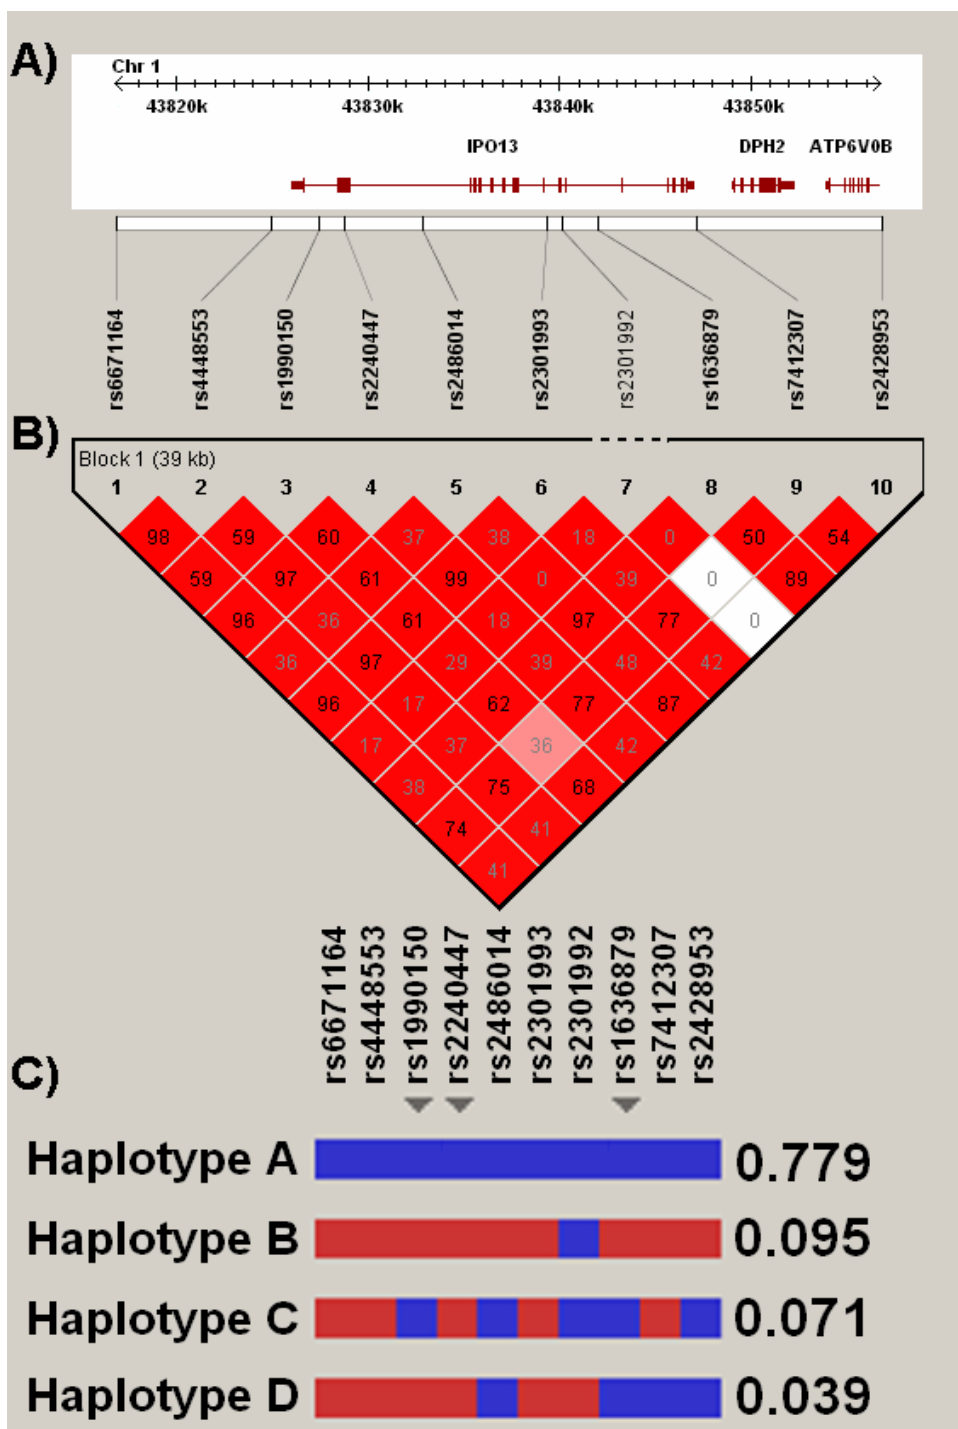 A)
Chr 1
43820k 43830k 43840k 43850k
IPO13 DPH2 ATP6V0B
rs6671164 rs4448553 rs1990150 rs2240447 rs2486014 rs2301993 rs2301992 rs1636879 rs7412307 rs2428953
B)
Block 1 (39 kb)
1 2 3 4 5 6 7 8 9 10
98 59 60 37 38 18 0 50 54
59 97 61 99 0 39 0 89
96 36 61 18 97 77 0
36 97 29 39 48 42
96 17 62 77 87
17 37 36 42
38 75 68
74 41
41
rs6671164 rs4448553 rs1990150 rs2240447 rs2486014 rs2301993 rs2301992 rs1636879 rs7412307 rs2428953
C)
Haplotype A 0.779
Haplotype B 0.095
Haplotype C 0.071
Haplotype D 0.039